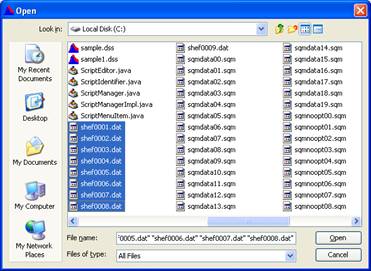 Open
Look in: Local Disk (C:)
My Recent Documents
Desktop
My Documents
My Computer
My Network Places
sample.dss
sample1.dss
ScriptEditor.java
ScriptIdentifier.java
ScriptManager.java
ScriptManagerImpl.java
ScriptMenuItem.java
shef0001.dat
shef0002.dat
shef0003.dat
shef0004.dat
shef0005.dat
shef0006.dat
shef0007.dat
shef0008.dat
shef0009.dat
sqmdata00.sqm
sqmdata01.sqm
sqmdata02.sqm
sqmdata03.sqm
sqmdata04.sqm
sqmdata05.sqm
sqmdata06.sqm
sqmdata07.sqm
sqmdata08.sqm
sqmdata09.sqm
sqmdata10.sqm
sqmdata11.sqm
sqmdata12.sqm
sqmdata13.sqm
sqmdata14.sqm
sqmdata15.sqm
sqmdata16.sqm
sqmdata17.sqm
sqmdata18.sqm
sqmdata19.sqm
sqmnoopt00.sqm
sqmnoopt01.sqm
sqmnoopt02.sqm
sqmnoopt03.sqm
sqmnoopt04.sqm
sqmnoopt05.sqm
sqmnoopt06.sqm
sqmnoopt07.sqm
sqmnoopt08.sqm
File name: '0005.dat" "shef0006.dat" "shef0007.dat" "shef0008.dat" Open
Files of type: All Files Cancel